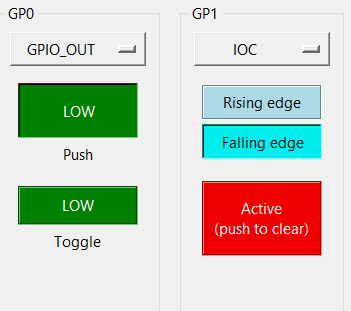 GP0
GPIO_OUT
LOW
Push
LOW
Toggle
GP1
IOC
Rising edge
Falling edge
Active
(push to clear)